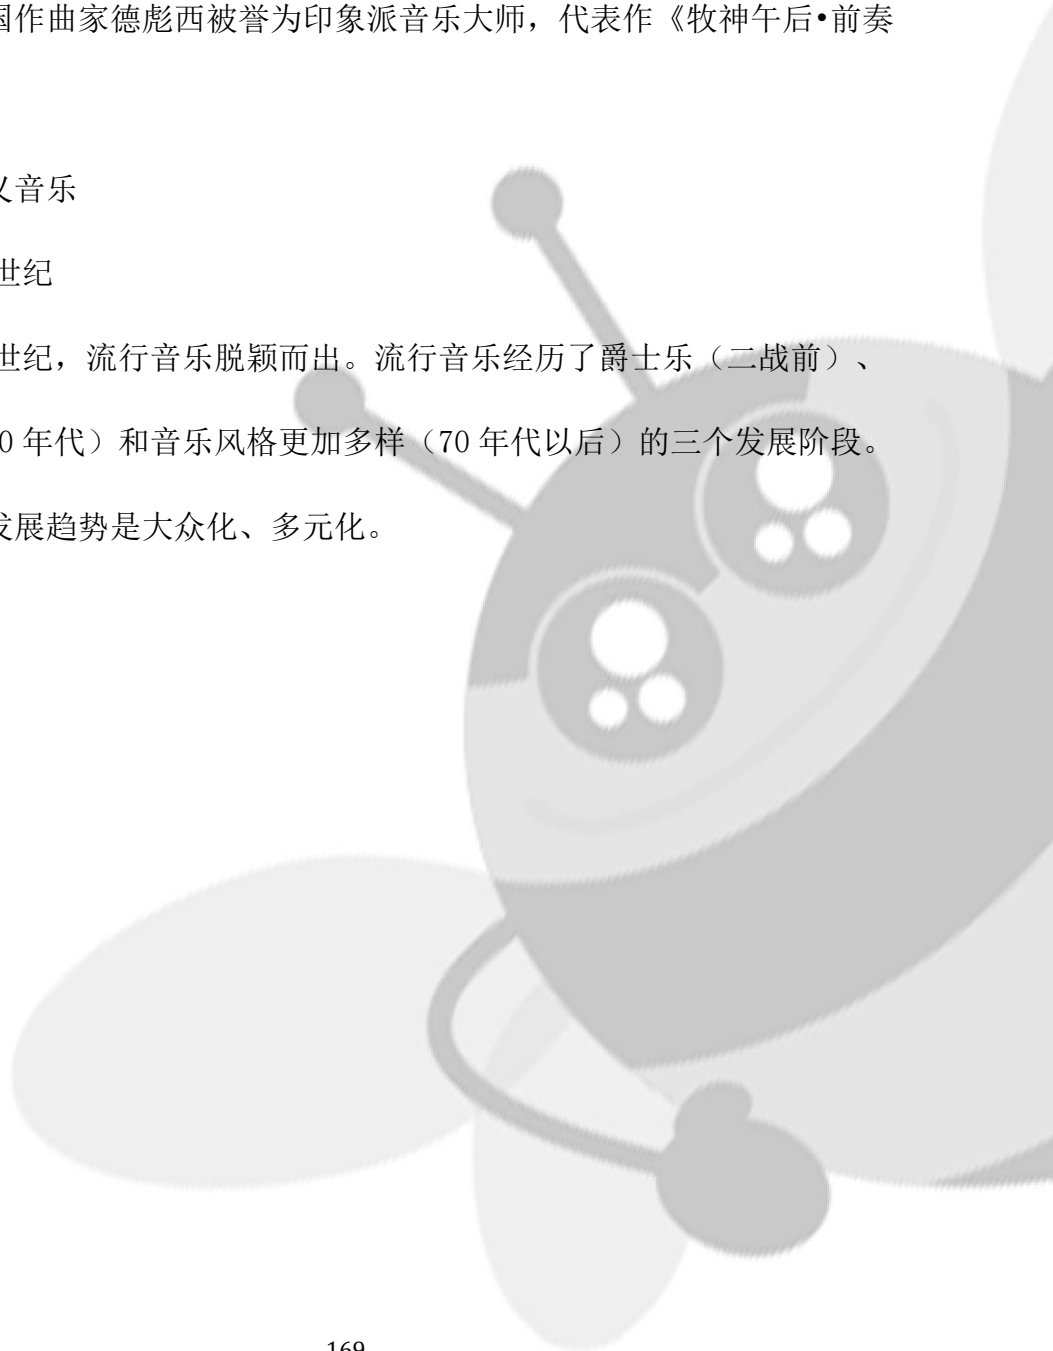 国作曲家德彪西被誉为印象派音乐大师，代表作《牧神午后•前奏
义音乐
世纪
世纪，流行音乐脱颖而出。流行音乐经历了爵士乐（二战前）、
0 年代）和音乐风格更加多样（70 年代以后）的三个发展阶段。
发展趋势是大众化、多元化。
169